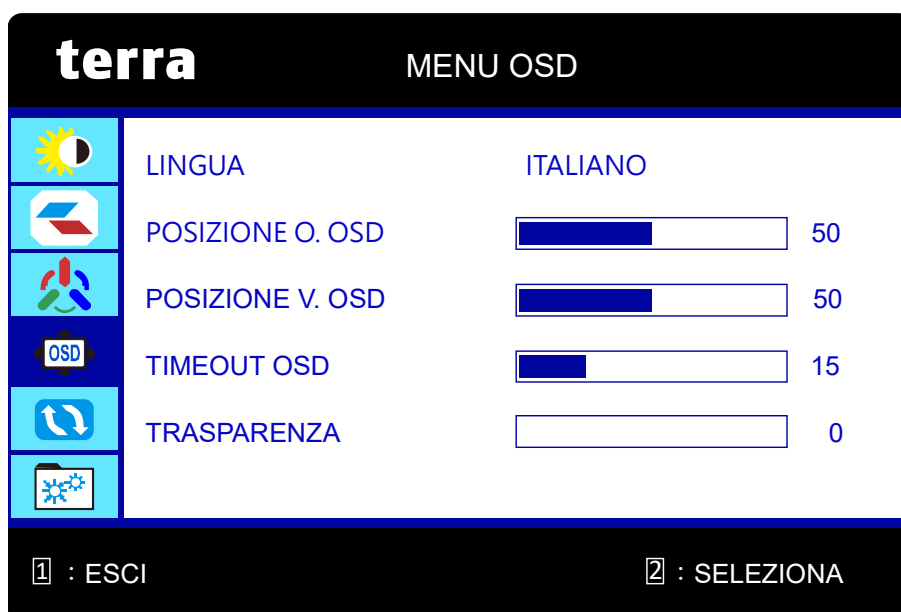 terra
MENU OSD
LINGUA ITALIANO
POSIZIONE O. OSD 50
POSIZIONE V. OSD 50
OSD
TIMEOUT OSD 15
TRASPARENZA 0
1 : ESCI 2 : SELEZIONA